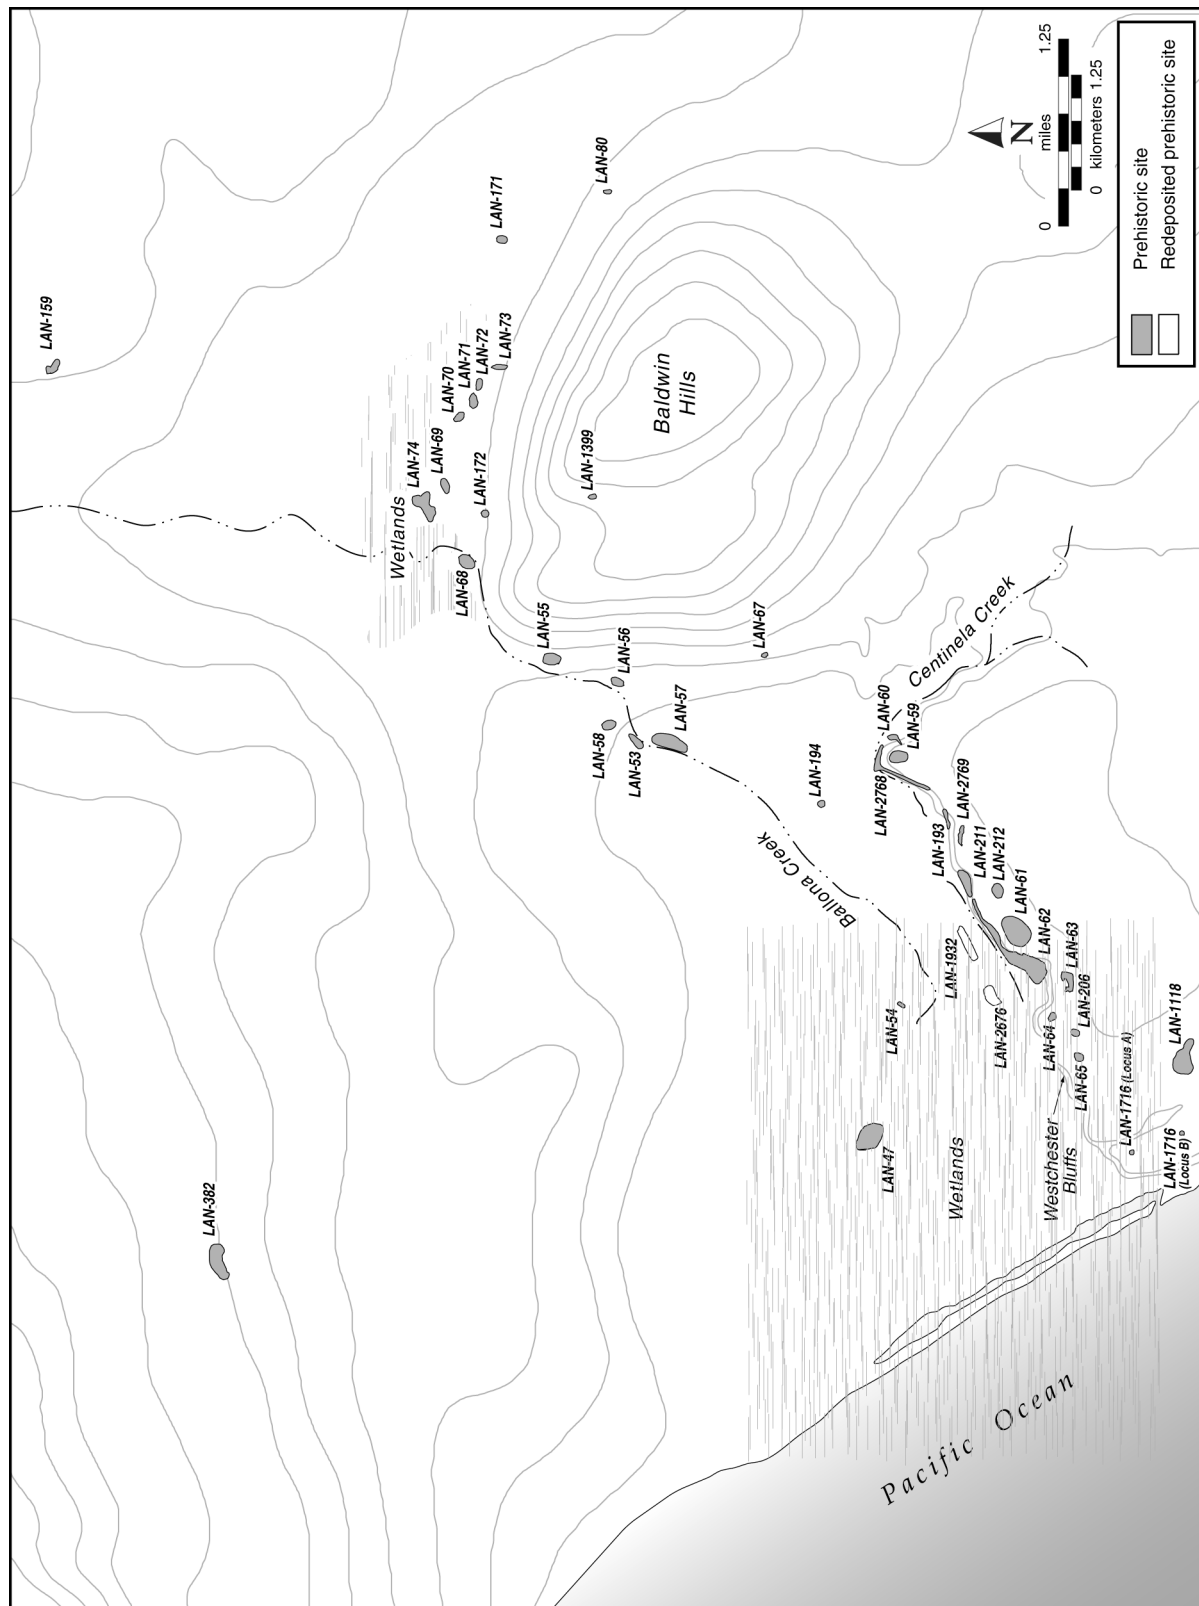 LAN-159
LAN-171
LAN-80
LAN-70
LAN-71
LAN-72
LAN-73
LAN-74
LAN-69
LAN-172
Wetlands
LAN-68
LAN-1399
Baldwin
Hills
LAN-55
LAN-56
LAN-67
LAN-58
LAN-53
LAN-57
Centinela Creek
LAN-60
LAN-59
LAN-194
LAN-2768
LAN-2769
LAN-193
LAN-211
LAN-212
Ballona Creek
LAN-61
LAN-62
LAN-63
LAN-1932
LAN-206
LAN-54
LAN-2676
LAN-64
LAN-65
LAN-1118
LAN-47
Wetlands
Westchester
Bluffs
LAN-1716 (Locus A)
LAN-1716
(Locus B)
LAN-382
Pacific Ocean
N
0 miles 1.25
0 kilometers 1.25
Prehistoric site
Redeposited prehistoric site